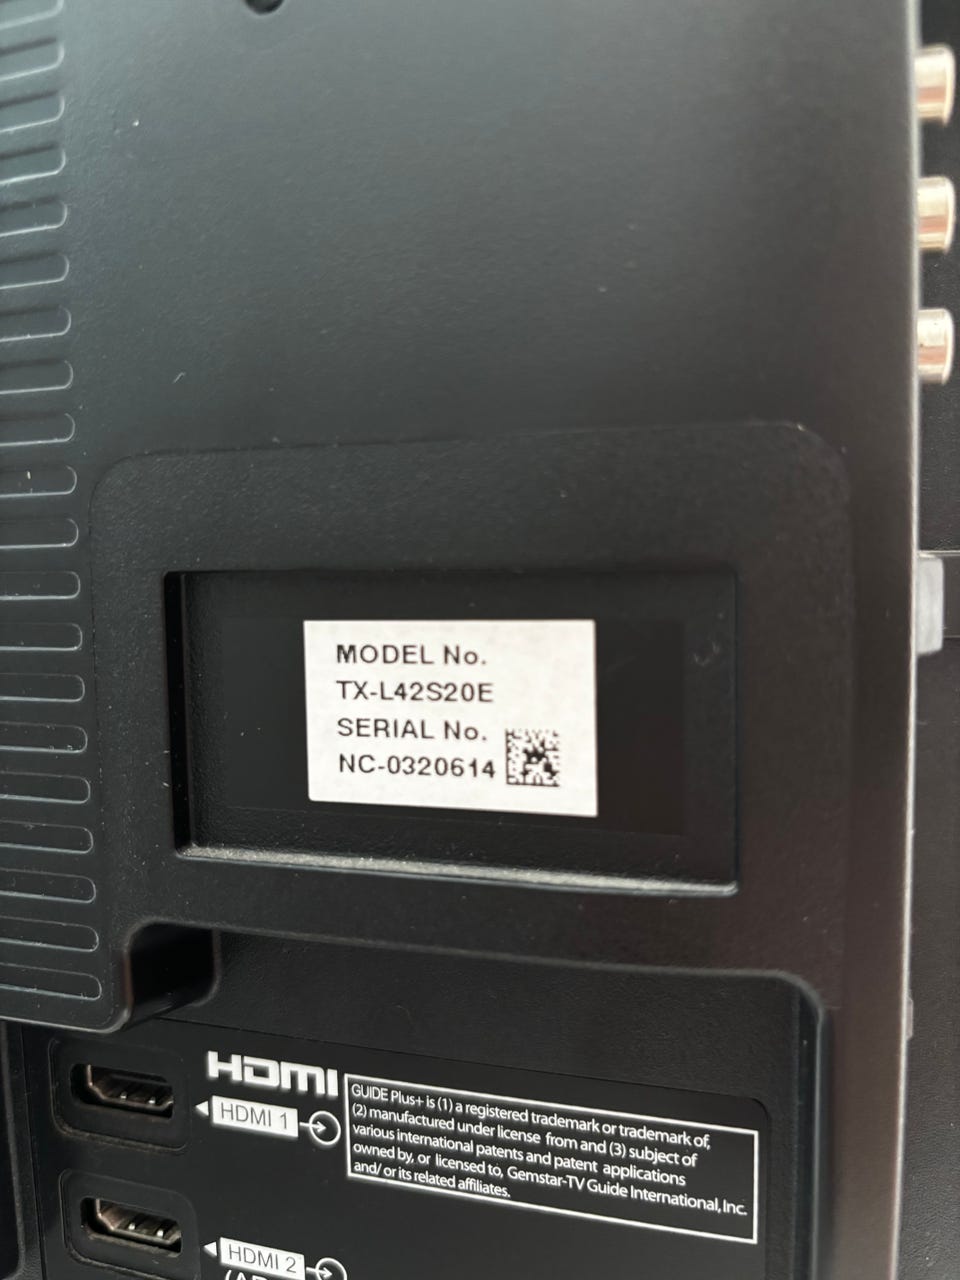 MODEL No.
TX-L42S20E
SERIAL No.
NC-0320614
HDMI
HDMI 1
GUIDE Plus+ is (1) a registered trademark or trademark of,
(2) manufactured under license from and (3) subject of
various international patents and patent applications
owned by, or licensed to, Gemstar-TV Guide International, Inc.
and/ or its related affiliates.
HDMI 2